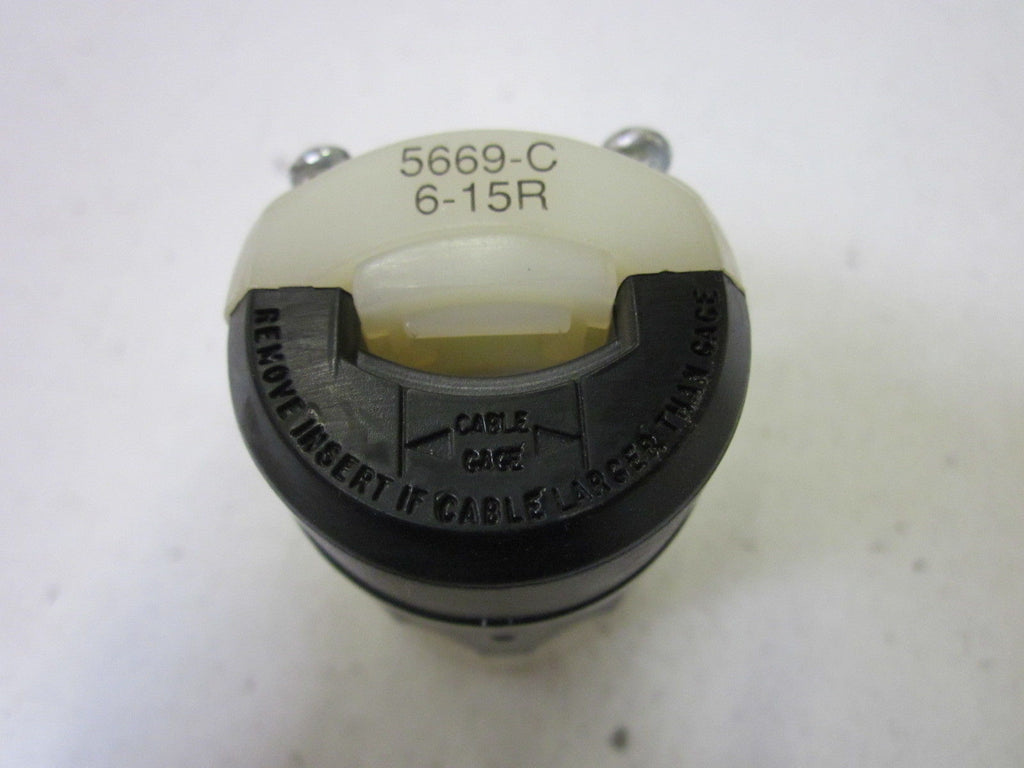 5669-C
6-15R
CABLE
GAGE
REMOVE INSERT IF CABLE LARGER THAN GAGE